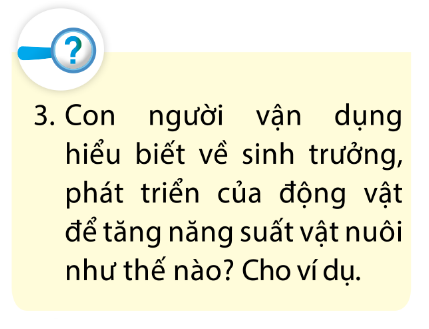 ?
3. Con người vận dụng
hiểu biết về sinh trưởng,
phát triển của động vật
để tăng năng suất vật nuôi
như thế nào? Cho ví dụ.